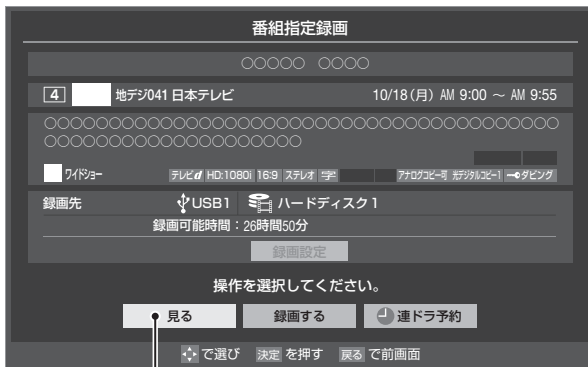 番組指定録画
○○○○○ ○○○○
4 地デジ041 日本テレビ 10/18(月) AM 9:00 ~ AM 9:55
○○○○○○○○○○○○○○○○○○○○○○○○○○○○○○○○○○○○○○○○
○○○○○○○○○○○○○○○○○○○○
ワイドショー テレビd HD:1080i 16:9 ステレオ 字 アナログコピー可 光デジタルコピー1 ダビング
録画先 USB1 ハードディスク1
録画可能時間:26時間50分
録画設定
操作を選択してください。
見る 録画する 連ドラ予約
で選び 決定 を押す 戻る で前画面